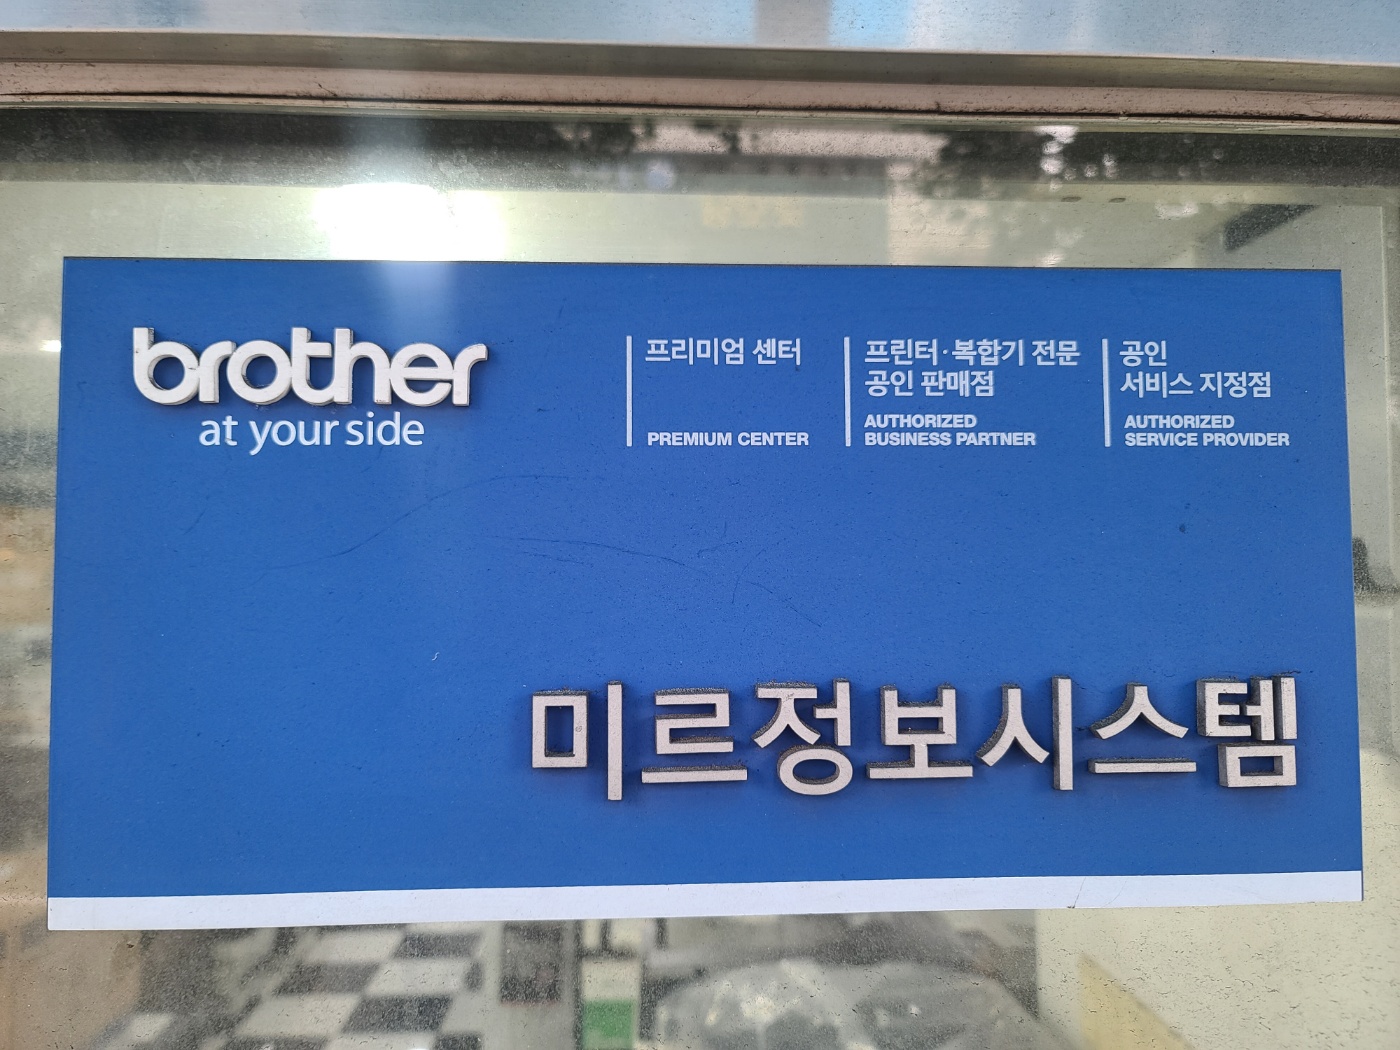 brother
at your side
프리미엄 센터
PREMIUM CENTER
프린터·복합기 전문
공인 판매점
AUTHORIZED
BUSINESS PARTNER
공인
서비스 지정점
AUTHORIZED
SERVICE PROVIDER
미르정보시스템